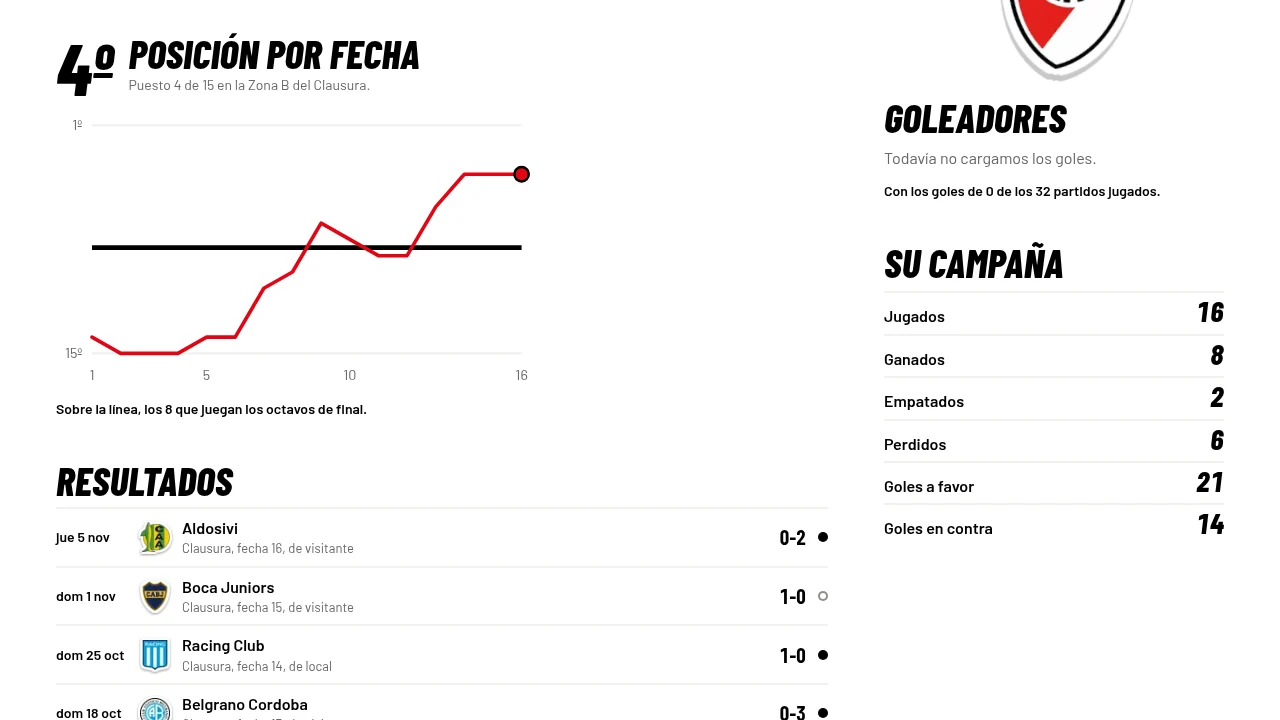 4º
POSICIÓN POR FECHA
Puesto 4 de 15 en la Zona B del Clausura.
1º
15º
1 5 10 16
Sobre la línea, los 8 que juegan los octavos de final.
RESULTADOS
jue 5 nov
Aldosivi
Clausura, fecha 16, de visitante
0-2
dom 1 nov
CABJ
Boca Juniors
Clausura, fecha 15, de visitante
1-0
dom 25 oct
RACING
Racing Club
Clausura, fecha 14, de local
1-0
dom 18 oct
Belgrano Cordoba
0-3
GOLEADORES
Todavía no cargamos los goles.
Con los goles de 0 de los 32 partidos jugados.
SU CAMPAÑA
Jugados 16
Ganados 8
Empatados 2
Perdidos 6
Goles a favor 21
Goles en contra 14